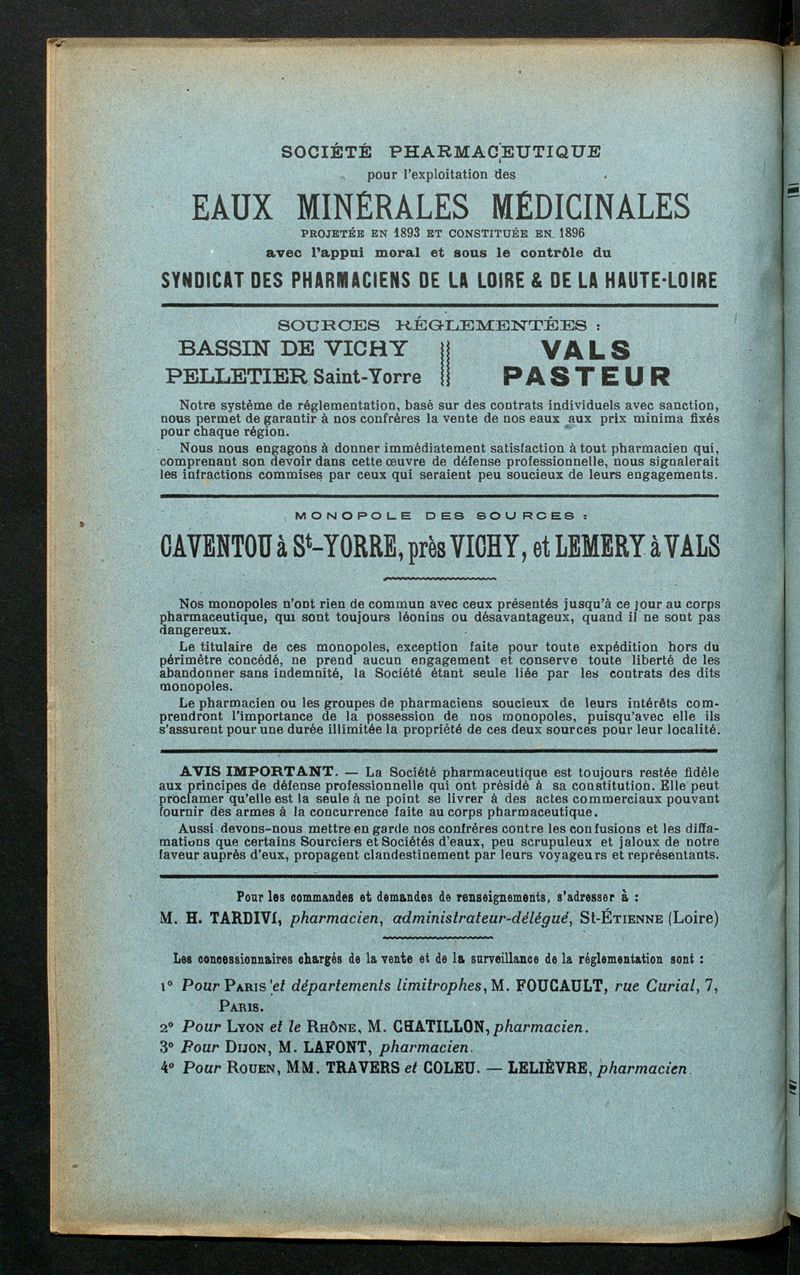 SOCIÉTÉ PHARMACEUTIQUE
pour l'exploitation des
EAUX MINÉRALES MÉDICINALES
PROJETÉE EN 1893 ET CONSTITUÉE EN 1896
avec l'appui moral et sous le contrôle du
SYNDICAT DES PHARMACIENS DE LA LOIRE & DE LA HAUTE-LOIRE
SOURCES RÉGLEMENTÉES :
BASSIN DE VICHY
PELLETIER Saint-Yorre
VALS
PASTEUR
Notre système de réglementation, basé sur des contrats individuels avec sanction,
nous permet de garantir à nos confrères la vente de nos eaux aux prix minima fixés
pour chaque région.
Nous nous engageons à donner immédiatement satisfaction à tout pharmacien qui,
comprenant son devoir dans cette œuvre de défense professionnelle, nous signalerait
les infractions commises par ceux qui seraient peu soucieux de leurs engagements.
MONOPOLE DES SOURCES :
CAVENTOU à St-YORRE, près VICHY, et LEMERY à VALS
Nos monopoles n'ont rien de commun avec ceux présentés jusqu'à ce jour au corps
pharmaceutique, qui sont toujours léonins ou désavantageux, quand il ne sont pas
dangereux.
Le titulaire de ces monopoles, exception faite pour toute expédition hors du
périmètre concédé, ne prend aucun engagement et conserve toute liberté de les
abandonner sans indemnité, la Société étant seule liée par les contrats des dits
monopoles.
Le pharmacien ou les groupes de pharmaciens soucieux de leurs intérêts com-
prendront l'importance de la possession de nos monopoles, puisqu'avec elle ils
s'assurent pour une durée illimitée la propriété de ces deux sources pour leur localité.
AVIS IMPORTANT. — La Société pharmaceutique est toujours restée fidèle
aux principes de défense professionnelle qui ont présidé à sa constitution. Elle peut
proclamer qu'elle est la seule à ne point se livrer à des actes commerciaux pouvant
fournir des armes à la concurrence faite au corps pharmaceutique.
Aussi devons-nous mettre en garde nos confrères contre les confusions et les diffa-
mations que certains Sourciers et Sociétés d'eaux, peu scrupuleux et jaloux de notre
faveur auprès d'eux, propagent clandestinement par leurs voyageurs et représentants.
Pour les commandes et demandes de renseignements, s'adresser à :
M. H. TARDIVI, pharmacien, administrateur-délégué, St-ÉTIENNE (Loire)
Les concessionnaires chargés de la vente et de la surveillance de la réglementation sont :
1° Pour PARIS et départements limitrophes, M. FOUCAULT, rue Curial, 7,
PARIS.
2° Pour LYON et le RHÔNE, M. CHATILLON, pharmacien.
3° Pour DIJON, M. LAFONT, pharmacien.
4° Pour ROUEN, MM. TRAVERS et COLEU. — LELIÈVRE, pharmacien.